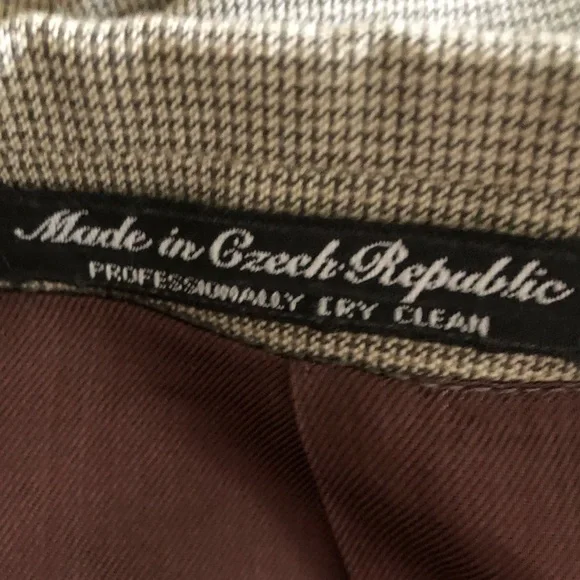 Made in Czech Republic
PROFESSIONALLY DRY CLEAN